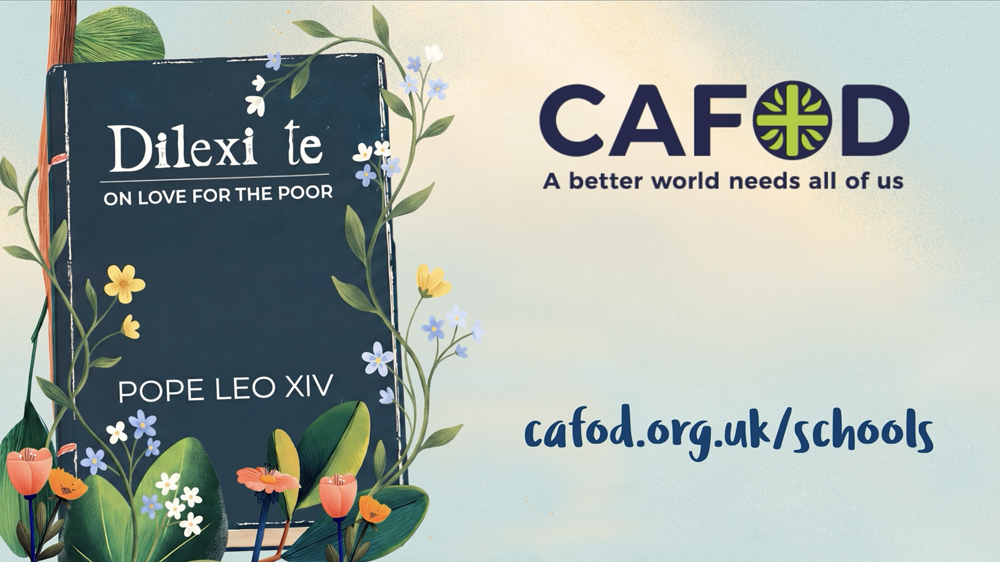 Dilexi te
ON LOVE FOR THE POOR
POPE LEO XIV
CAFOD
A better world needs all of us
cafod.org.uk/schools